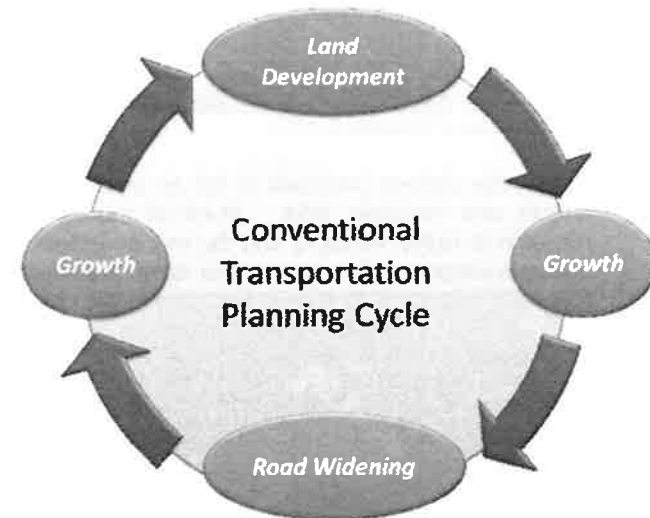 Land
Development
Growth
Conventional
Transportation
Planning Cycle
Growth
Road Widening